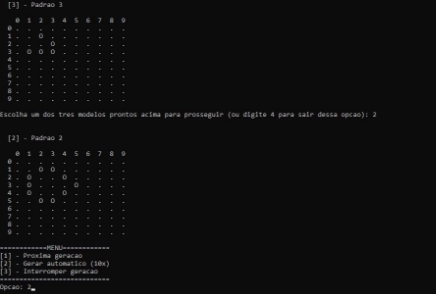 [3] - Padrao 3
0 1 2 3 4 5 6 7 8 9
0 . . . . . . . . . .
1 . . O . . . . . . .
2 . . . O . . . . . .
3 . O O O . . . . . .
4 . . . . . . . . . .
5 . . . . . . . . . .
6 . . . . . . . . . .
7 . . . . . . . . . .
8 . . . . . . . . . .
9 . . . . . . . . . .
Escolha um dos tres modelos prontos acima para prosseguir (ou digite 4 para sair dessa opcao): 2
[2] - Padrao 2
0 1 2 3 4 5 6 7 8 9
0 . . . . . . . . . .
1 . . O O . . . . . .
2 . O . . O . . . . .
3 . O . . . O . . . .
4 . O . . O . . . . .
5 . . O O . . . . . .
6 . . . . . . . . . .
7 . . . . . . . . . .
8 . . . . . . . . . .
9 . . . . . . . . . .
============MENU============
[1] - Proxima geracao
[2] - Gerar automatico (10x)
[3] - Interromper geracao
============================
Opcao: 2